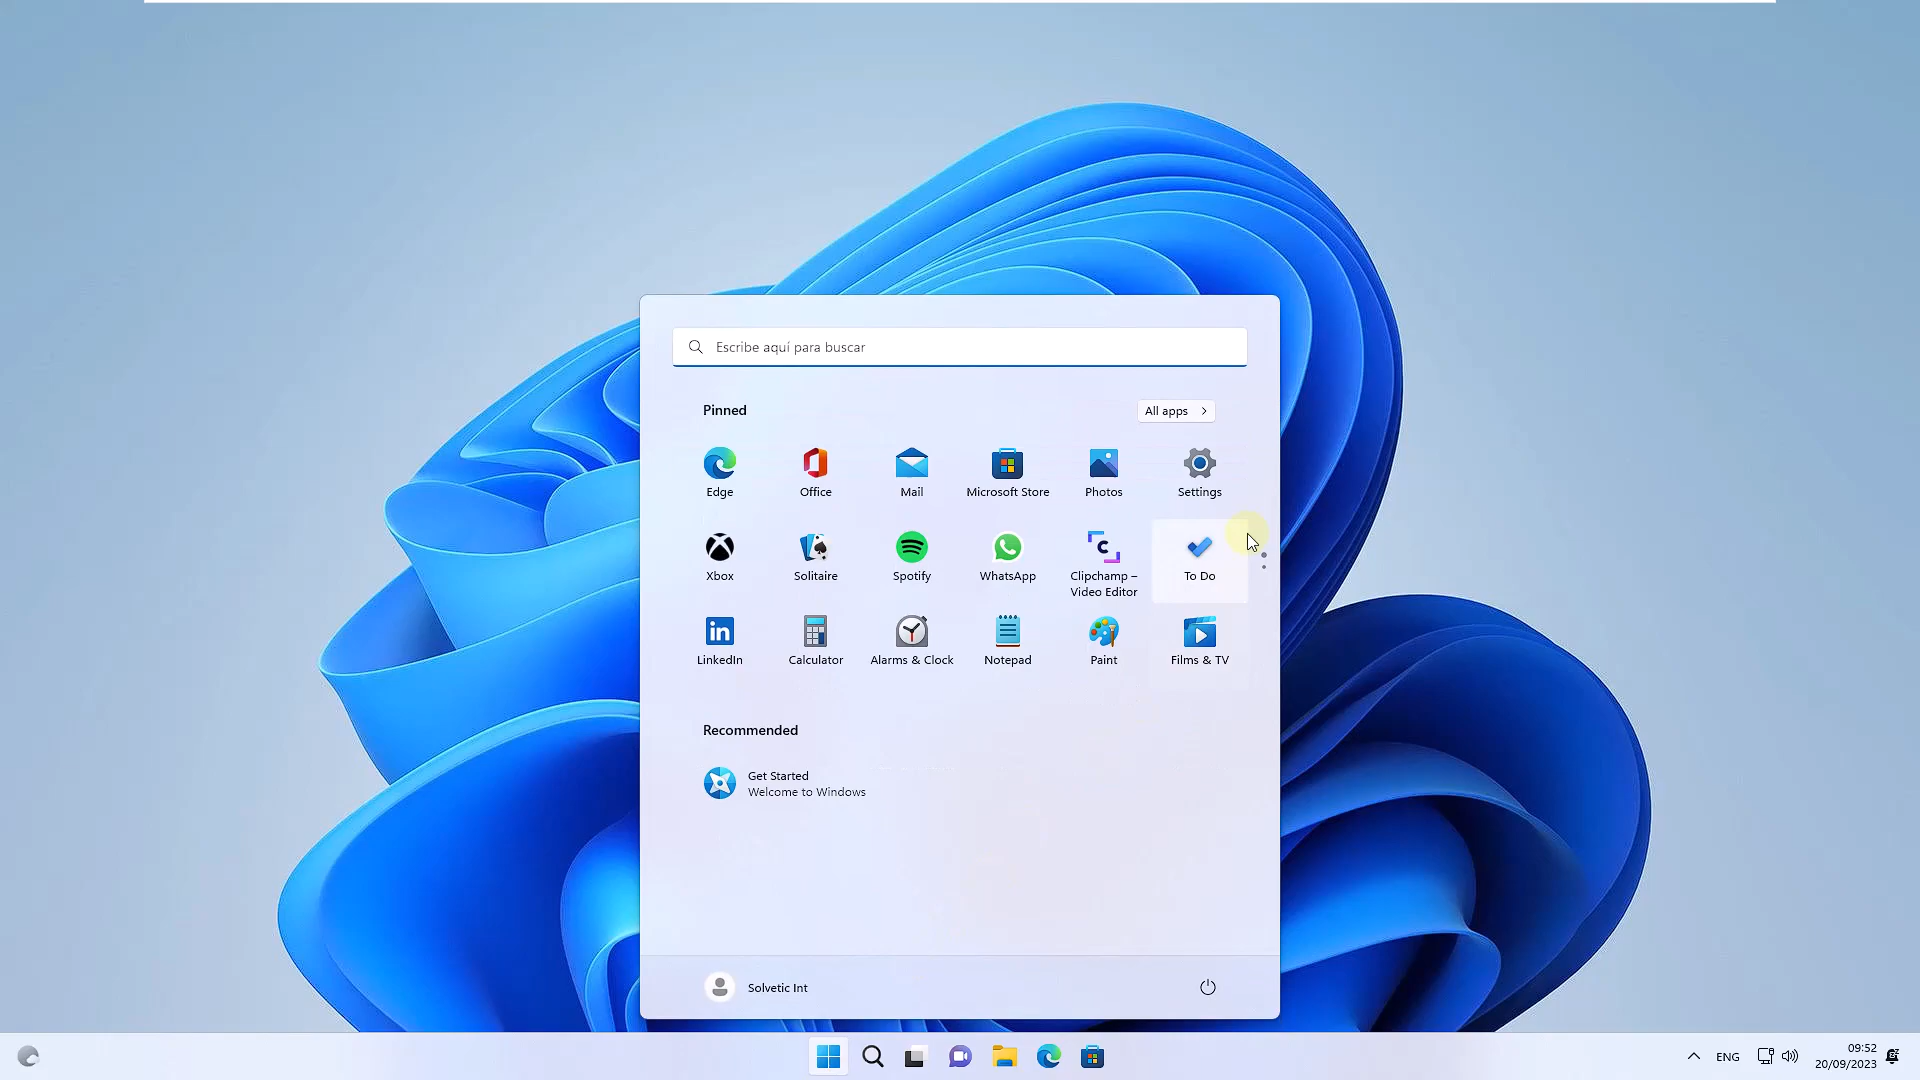 Escribe aquí para buscar
Pinned
All apps
Edge
Office
Mail
Microsoft Store
Photos
Settings
Xbox
Solitaire
Spotify
WhatsApp
Clipchamp –
Video Editor
To Do
LinkedIn
Calculator
Alarms & Clock
Notepad
Paint
Films & TV
Recommended
Get Started
Welcome to Windows
Solvetic Int
ENG
09:52
20/09/2023